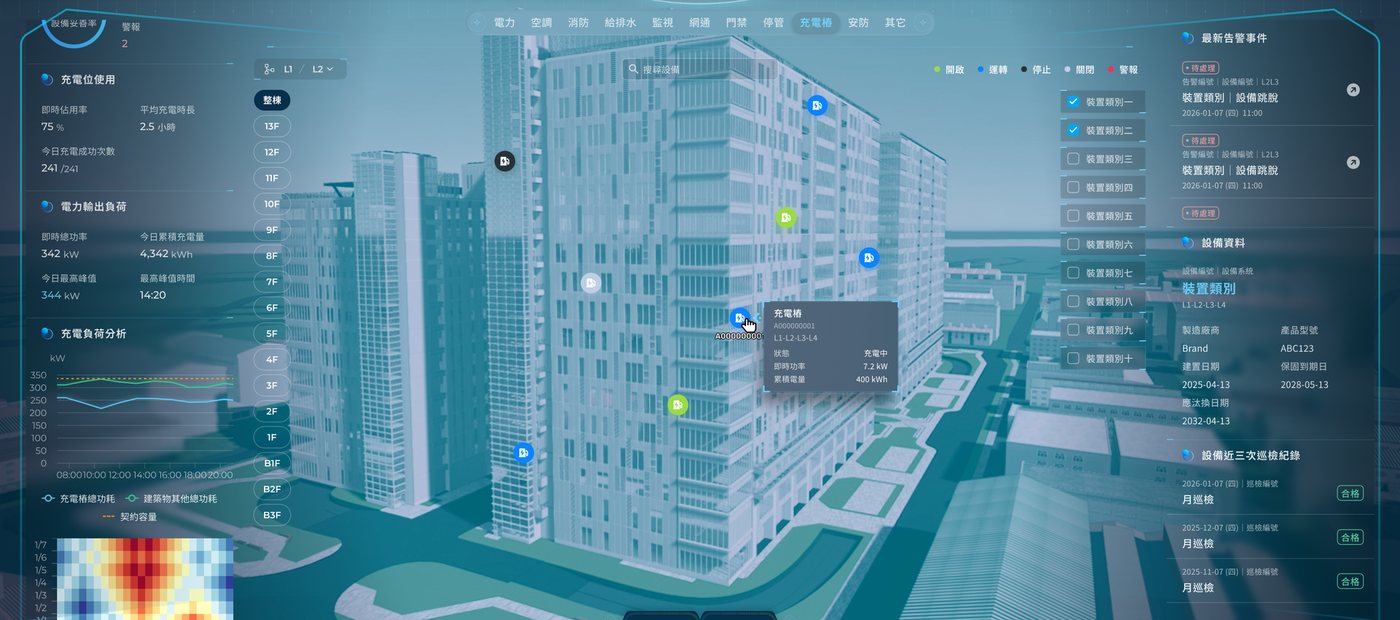 設備妥善率
警報
2
充電位使用
即時佔用率
平均充電時長
75 %
2.5 小時
今日充電成功次數
241 /241
電力輸出負荷
即時總功率
今日累積充電量
342 kW
4,342 kWh
今日最高峰值
最高峰值時間
344 kW
14:20
充電負荷分析
kW
350
300
250
200
150
100
50
0
08:00 10:00 12:00 14:00 16:00 18:00 20:00
充電樁總功耗
建築物其他總功耗
契約容量
1/7
1/6
1/5
1/4
1/3
1/2
電力 空調 消防 給排水 監視 網通 門禁 停管 充電樁 安防 其它
L1 / L2
搜尋設備
開啟 運轉 停止 關閉 警報
整棟
13F
12F
11F
10F
9F
8F
7F
6F
5F
4F
3F
2F
1F
B1F
B2F
B3F
裝置類別一
裝置類別二
裝置類別三
裝置類別四
裝置類別五
裝置類別六
裝置類別七
裝置類別八
裝置類別九
裝置類別十
充電樁
A000000001
L1-L2-L3-L4
狀態 充電中
即時功率 7.2 kW
累積電量 400 kWh
最新告警事件
待處理
告警編號｜設備編號｜L2L3
裝置類別｜設備跳脫
2026-01-07 (四) 11:00
待處理
告警編號｜設備編號｜L2L3
裝置類別｜設備跳脫
2026-01-07 (四) 11:00
待處理
設備資料
設備編號｜設備系統
裝置類別
L1-L2-L3-L4
製造廠商
產品型號
Brand
ABC123
建置日期
保固到期日
2025-04-13
2028-05-13
應汰換日期
2032-04-13
設備近三次巡檢紀錄
2026-01-07 (四)｜巡檢編號
月巡檢
合格
2025-12-07 (四)｜巡檢編號
月巡檢
合格
2025-11-07 (四)｜巡檢編號
月巡檢
合格